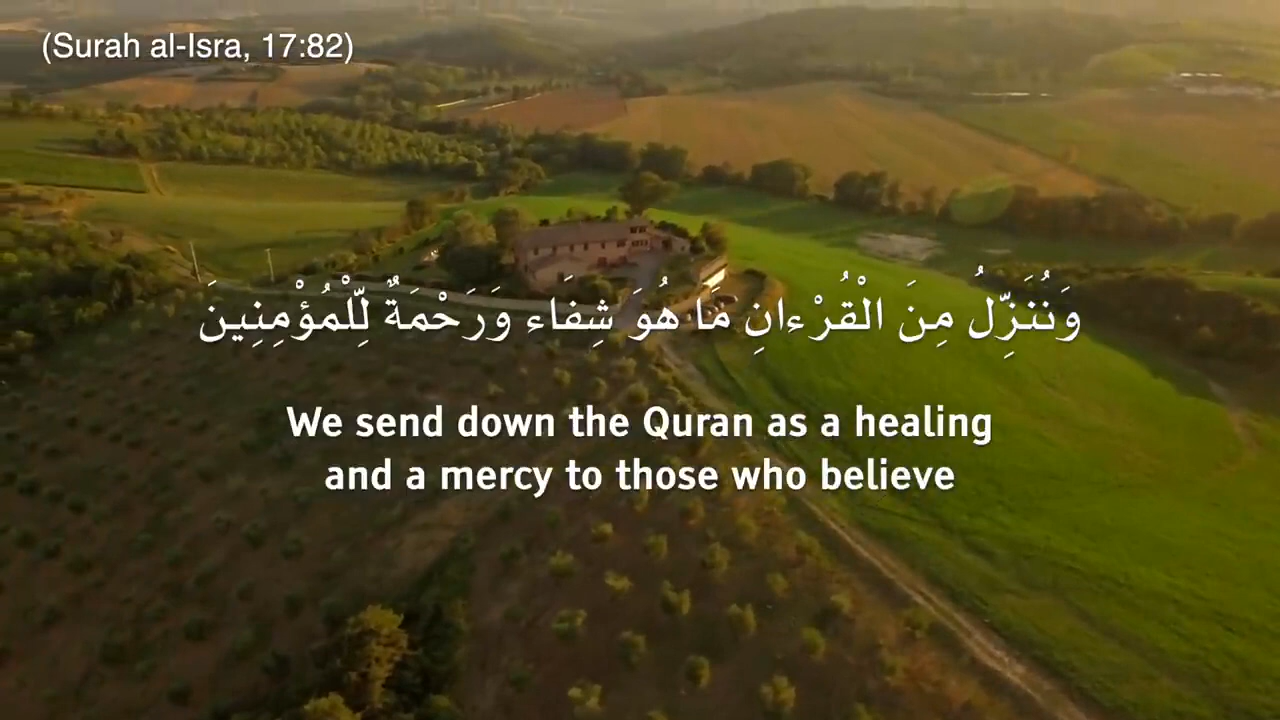 (Surah al-Isra, 17:82)
وَنُنَزِّلُ مِنَ الْقُرْءانِ مَا هُوَ شِفَاء وَرَحْمَةٌ لِّلْمُؤْمِنِينَ
We send down the Quran as a healing
and a mercy to those who believe